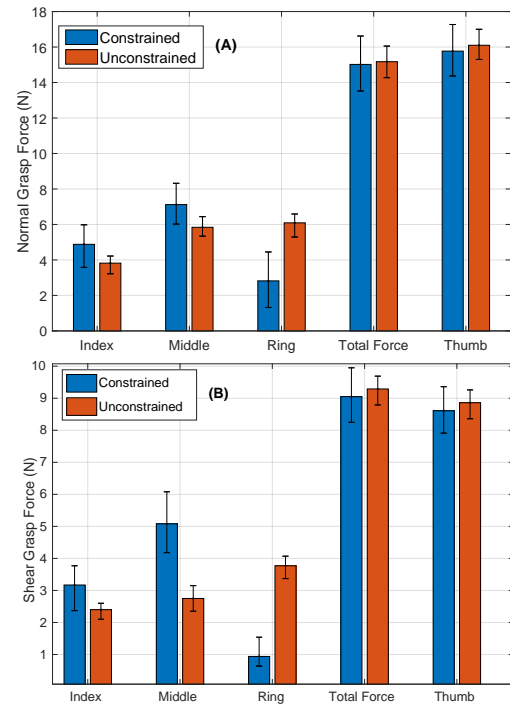 18
16
14
12
10
8
6
4
2
0
Normal Grasp Force (N)
Constrained
Unconstrained
(A)
Index Middle Ring Total Force Thumb
10
9
8
7
6
5
4
3
2
1
Shear Grasp Force (N)
Constrained
Unconstrained
(B)
Index Middle Ring Total Force Thumb